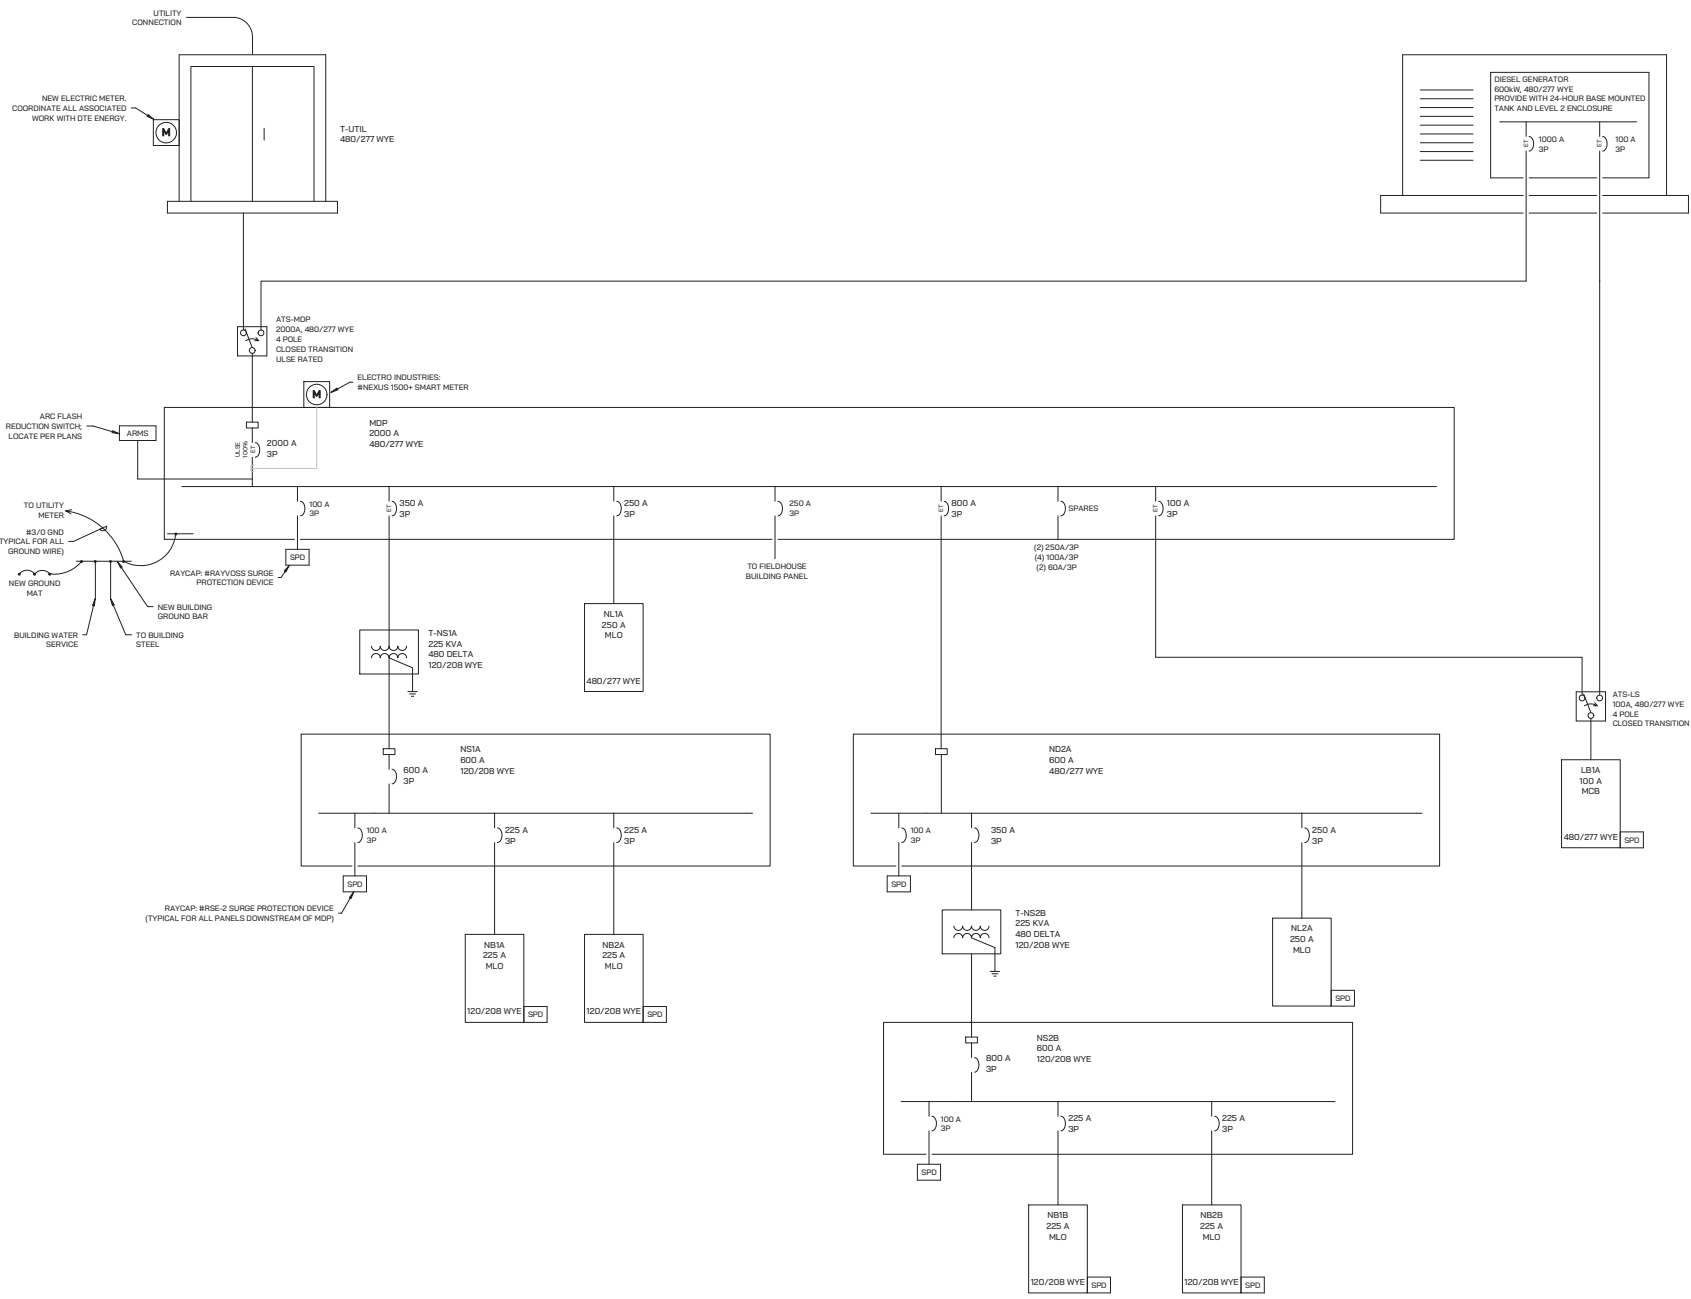 UTILITY
CONNECTION
NEW ELECTRIC METER.
COORDINATE ALL ASSOCIATED
WORK WITH DTE ENERGY.
M
T-UTIL
480/277 WYE
DIESEL GENERATOR
600kW, 480/277 WYE
PROVIDE WITH 24-HOUR BASE MOUNTED
TANK AND LEVEL 2 ENCLOSURE
ET
1000 A
3P
ET
100 A
3P
ATS-MDP
2000A, 480/277 WYE
4 POLE
CLOSED TRANSITION
ULSE RATED
M
ELECTRO INDUSTRIES:
#NEXUS 1500+ SMART METER
ARC FLASH
REDUCTION SWITCH;
LOCATE PER PLANS
ARMS
ULSE
100%
ET
2000 A
3P
MDP
2000 A
480/277 WYE
100 A
3P
ET
350 A
3P
250 A
3P
250 A
3P
ET
800 A
3P
SPARES
ET
100 A
3P
TO UTILITY
METER
#3/0 GND
TYPICAL FOR ALL
GROUND WIRE)
NEW GROUND
MAT
BUILDING WATER
SERVICE
TO BUILDING
STEEL
NEW BUILDING
GROUND BAR
SPD
RAYCAP: #RAYVOSS SURGE
PROTECTION DEVICE
TO FIELDHOUSE
BUILDING PANEL
(2) 250A/3P
(4) 100A/3P
(2) 60A/3P
T-NS1A
225 KVA
480 DELTA
120/208 WYE
NL1A
250 A
MLO
480/277 WYE
ATS-LS
100A, 480/277 WYE
4 POLE
CLOSED TRANSITION
LB1A
100 A
MCB
480/277 WYE
SPD
600 A
3P
NS1A
600 A
120/208 WYE
100 A
3P
225 A
3P
225 A
3P
SPD
RAYCAP: #RSE-2 SURGE PROTECTION DEVICE
(TYPICAL FOR ALL PANELS DOWNSTREAM OF MDP)
NB1A
225 A
MLO
120/208 WYE
SPD
NB2A
225 A
MLO
120/208 WYE
SPD
ND2A
600 A
480/277 WYE
100 A
3P
350 A
3P
250 A
3P
SPD
T-NS2B
225 KVA
480 DELTA
120/208 WYE
NL2A
250 A
MLO
SPD
800 A
3P
NS2B
600 A
120/208 WYE
100 A
3P
225 A
3P
225 A
3P
SPD
NB1B
225 A
MLO
120/208 WYE
SPD
NB2B
225 A
MLO
120/208 WYE
SPD